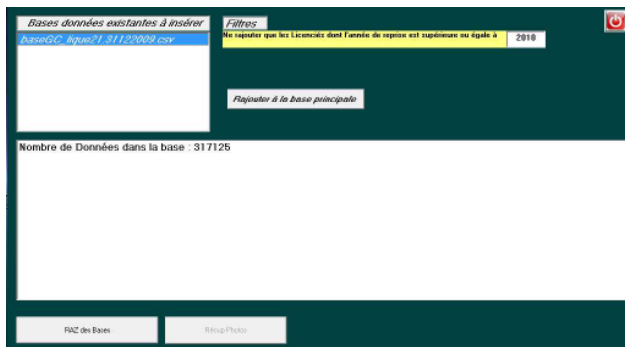 Bases données existantes à insérer
Filtres
baseGC_ligue21.31122009.csv
Ne rajouter que les Licenciés dont l'année de reprise est supérieure ou égale à
2010
Rajouter à la base principale
Nombre de Données dans la base : 317125
RAZ des Bases
Récup Photos